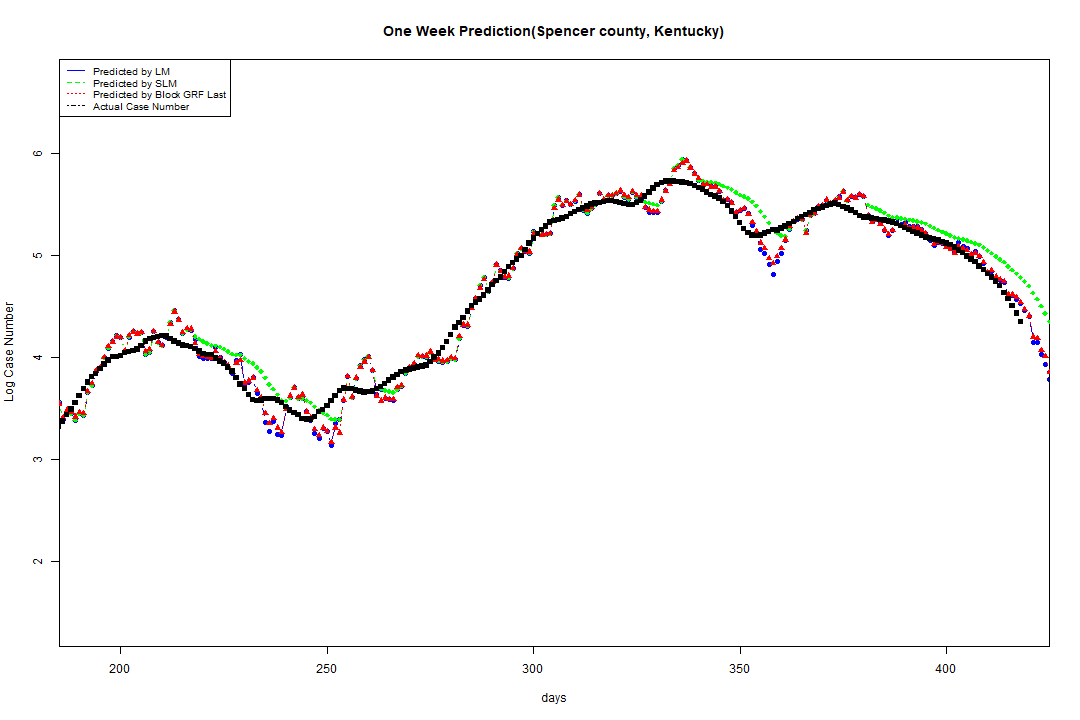 One Week Prediction(Spencer county, Kentucky)
Predicted by LM
Predicted by SLM
Predicted by Block GRF Last
Actual Case Number
6
5
4
3
2
Log Case Number
200
250
300
350
400
days